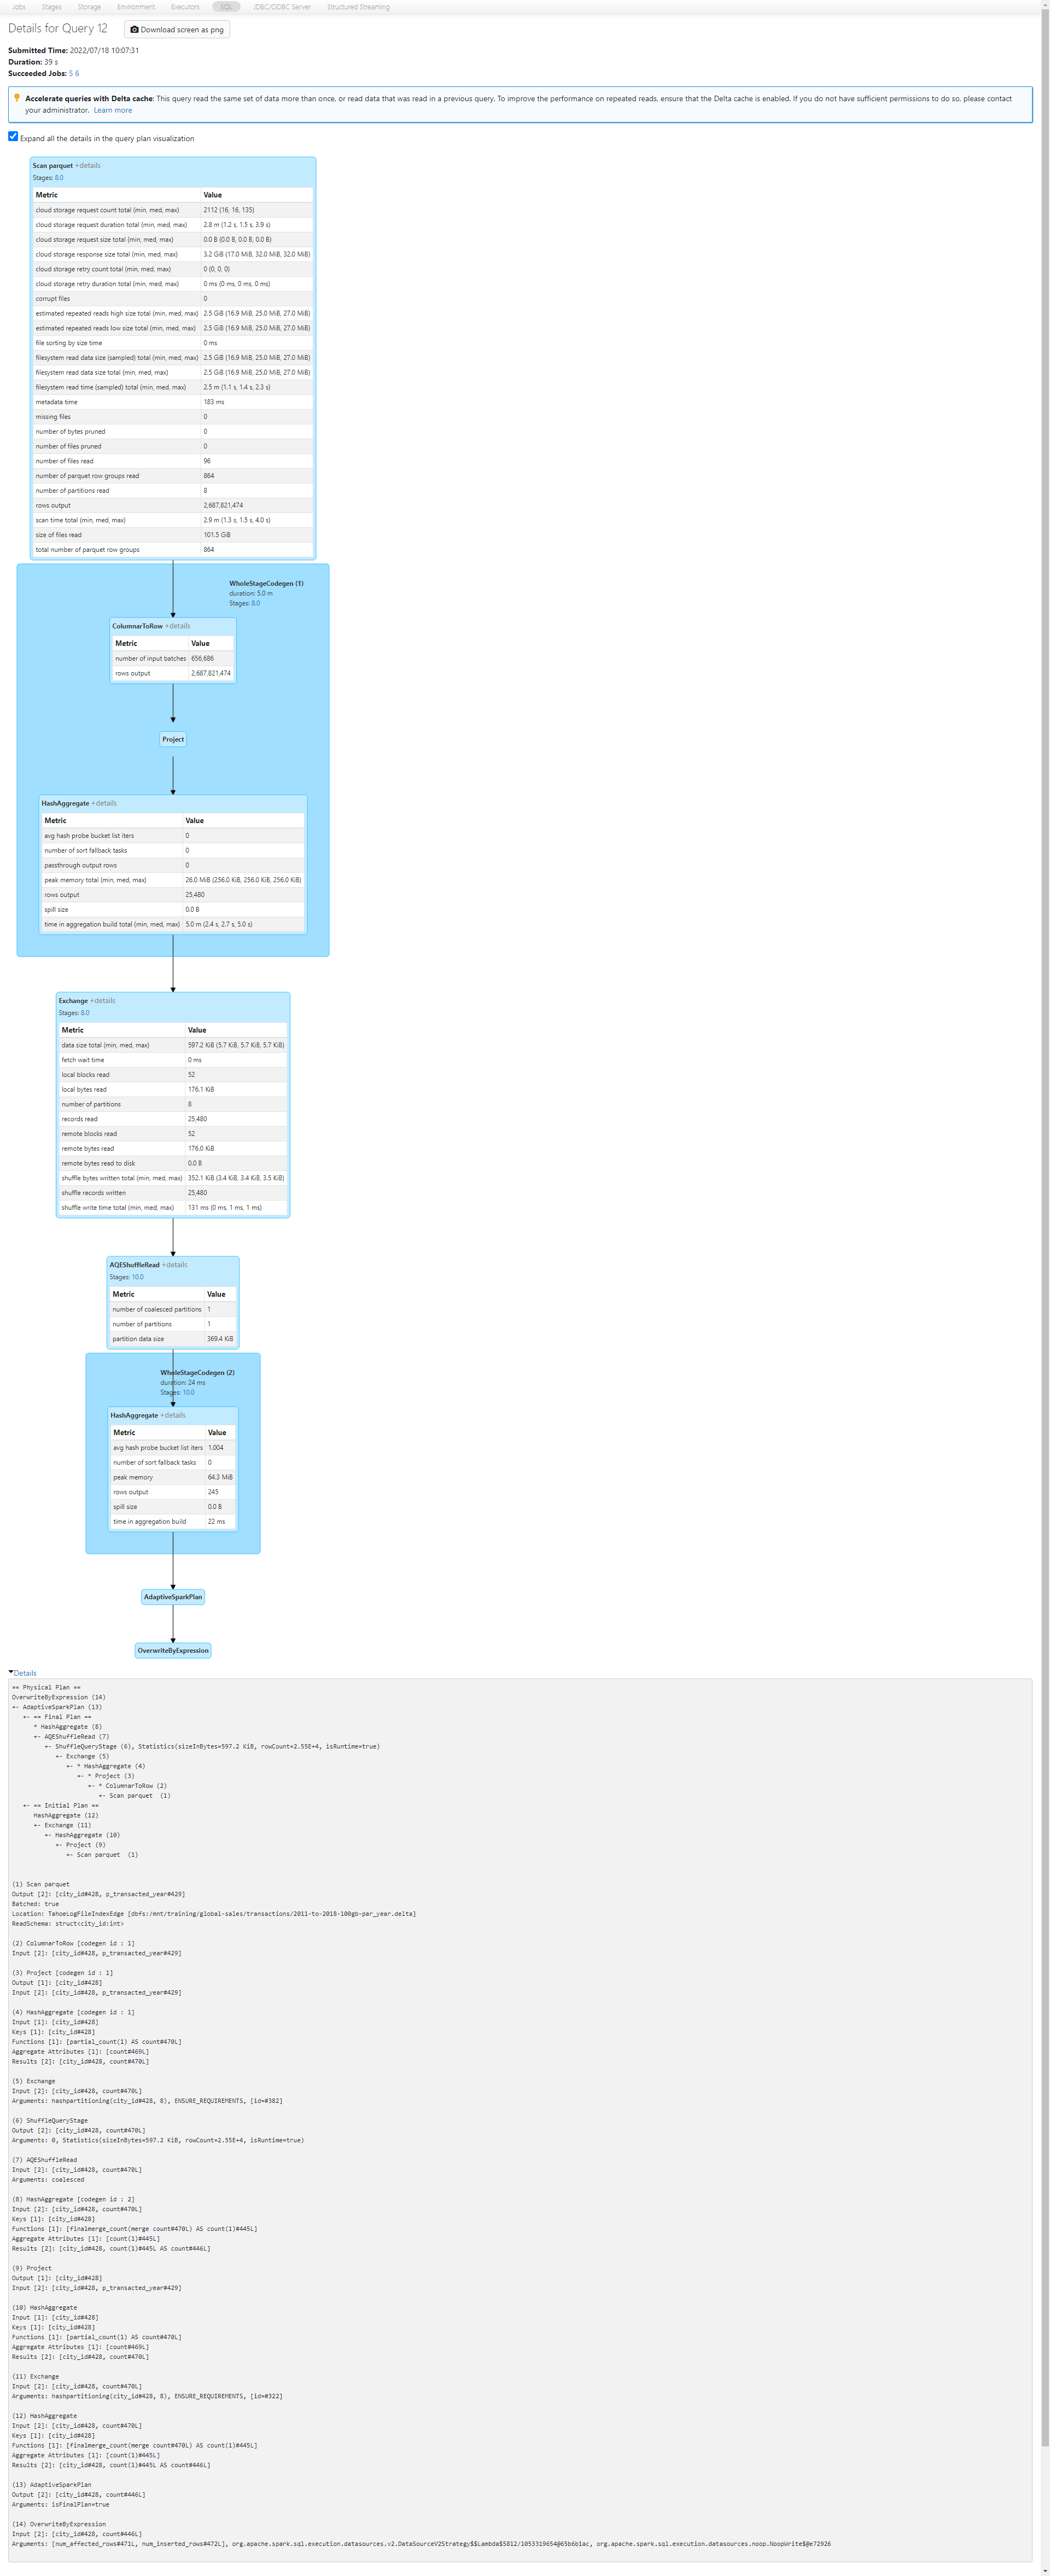 Jobs Stages Storage Environment Executors SQL JDBC/ODBC Server Structured Streaming
Details for Query 12 Download screen as png
Submitted Time: 2022/07/18 10:07:31
Duration: 39 s
Succeeded Jobs: 5 6
Accelerate queries with Delta cache: This query read the same set of data more than once, or read data that was read in a previous query. To improve the performance on repeated reads, ensure that the Delta cache is enabled. If you do not have sufficient permissions to do so, please contact
your administrator. Learn more
Expand all the details in the query plan visualization
Scan parquet +details
Stages: 8.0
Metric Value
cloud storage request count total (min, med, max) 2112 (16, 16, 135)
cloud storage request duration total (min, med, max) 2.8 m (1.2 s, 1.5 s, 3.9 s)
cloud storage request size total (min, med, max) 0.0 B (0.0 B, 0.0 B, 0.0 B)
cloud storage response size total (min, med, max) 3.2 GiB (17.0 MiB, 32.0 MiB, 32.0 MiB)
cloud storage retry count total (min, med, max) 0 (0, 0, 0)
cloud storage retry duration total (min, med, max) 0 ms (0 ms, 0 ms, 0 ms)
corrupt files 0
estimated repeated reads high size total (min, med, max) 2.5 GiB (16.9 MiB, 25.0 MiB, 27.0 MiB)
estimated repeated reads low size total (min, med, max) 2.5 GiB (16.9 MiB, 25.0 MiB, 27.0 MiB)
file sorting by size time 0 ms
filesystem read data size (sampled) total (min, med, max) 2.5 GiB (16.9 MiB, 25.0 MiB, 27.0 MiB)
filesystem read data size total (min, med, max) 2.5 GiB (16.9 MiB, 25.0 MiB, 27.0 MiB)
filesystem read time (sampled) total (min, med, max) 2.5 m (1.1 s, 1.4 s, 2.3 s)
metadata time 183 ms
missing files 0
number of bytes pruned 0
number of files pruned 0
number of files read 96
number of parquet row groups read 864
number of partitions read 8
rows output 2,687,821,474
scan time total (min, med, max) 2.9 m (1.3 s, 1.5 s, 4.0 s)
size of files read 101.5 GiB
total number of parquet row groups 864
WholeStageCodegen (1)
duration: 5.0 m
Stages: 8.0
ColumnarToRow +details
Metric Value
number of input batches 656,686
rows output 2,687,821,474
Project
HashAggregate +details
Metric Value
avg hash probe bucket list iters 0
number of sort fallback tasks 0
passthrough output rows 0
peak memory total (min, med, max) 26.0 MiB (256.0 KiB, 256.0 KiB, 256.0 KiB)
rows output 25,480
spill size 0.0 B
time in aggregation build total (min, med, max) 5.0 m (2.4 s, 2.7 s, 5.0 s)
Exchange +details
Stages: 8.0
Metric Value
data size total (min, med, max) 597.2 KiB (5.7 KiB, 5.7 KiB, 5.7 KiB)
fetch wait time 0 ms
local blocks read 52
local bytes read 176.1 KiB
number of partitions 8
records read 25,480
remote blocks read 52
remote bytes read 176.0 KiB
remote bytes read to disk 0.0 B
shuffle bytes written total (min, med, max) 352.1 KiB (3.4 KiB, 3.4 KiB, 3.5 KiB)
shuffle records written 25,480
shuffle write time total (min, med, max) 131 ms (0 ms, 1 ms, 1 ms)
AQEShuffleRead +details
Stages: 10.0
Metric Value
number of coalesced partitions 1
number of partitions 1
partition data size 369.4 KiB
WholeStageCodegen (2)
duration: 24 ms
Stages: 10.0
HashAggregate +details
Metric Value
avg hash probe bucket list iters 1.004
number of sort fallback tasks 0
peak memory 64.3 MiB
rows output 245
spill size 0.0 B
time in aggregation build 22 ms
AdaptiveSparkPlan
OverwriteByExpression
Details
== Physical Plan ==
OverwriteByExpression (14)
+- AdaptiveSparkPlan (13)
+- == Final Plan ==
* HashAggregate (8)
+- AQEShuffleRead (7)
+- ShuffleQueryStage (6), Statistics(sizeInBytes=597.2 KiB, rowCount=2.55E+4, isRuntime=true)
+- Exchange (5)
+- * HashAggregate (4)
+- * Project (3)
+- * ColumnarToRow (2)
+- Scan parquet (1)
+- == Initial Plan ==
HashAggregate (12)
+- Exchange (11)
+- HashAggregate (10)
+- Project (9)
+- Scan parquet (1)
(1) Scan parquet
Output [2]: [city_id#428, p_transacted_year#429]
Batched: true
Location: TahoeLogFileIndexEdge [dbfs:/mnt/training/global-sales/transactions/2011-to-2018-100gb-par_year.delta]
ReadSchema: struct<city_id:int>
(2) ColumnarToRow [codegen id : 1]
Input [2]: [city_id#428, p_transacted_year#429]
(3) Project [codegen id : 1]
Output [1]: [city_id#428]
Input [2]: [city_id#428, p_transacted_year#429]
(4) HashAggregate [codegen id : 1]
Input [1]: [city_id#428]
Keys [1]: [city_id#428]
Functions [1]: [partial_count(1) AS count#470L]
Aggregate Attributes [1]: [count#469L]
Results [2]: [city_id#428, count#470L]
(5) Exchange
Input [2]: [city_id#428, count#470L]
Arguments: hashpartitioning(city_id#428, 8), ENSURE_REQUIREMENTS, [id=#382]
(6) ShuffleQueryStage
Output [2]: [city_id#428, count#470L]
Arguments: 0, Statistics(sizeInBytes=597.2 KiB, rowCount=2.55E+4, isRuntime=true)
(7) AQEShuffleRead
Input [2]: [city_id#428, count#470L]
Arguments: coalesced
(8) HashAggregate [codegen id : 2]
Input [2]: [city_id#428, count#470L]
Keys [1]: [city_id#428]
Functions [1]: [finalmerge_count(merge count#470L) AS count(1)#445L]
Aggregate Attributes [1]: [count(1)#445L]
Results [2]: [city_id#428, count(1)#445L AS count#446L]
(9) Project
Output [1]: [city_id#428]
Input [2]: [city_id#428, p_transacted_year#429]
(10) HashAggregate
Input [1]: [city_id#428]
Keys [1]: [city_id#428]
Functions [1]: [partial_count(1) AS count#470L]
Aggregate Attributes [1]: [count#469L]
Results [2]: [city_id#428, count#470L]
(11) Exchange
Input [2]: [city_id#428, count#470L]
Arguments: hashpartitioning(city_id#428, 8), ENSURE_REQUIREMENTS, [id=#322]
(12) HashAggregate
Input [2]: [city_id#428, count#470L]
Keys [1]: [city_id#428]
Functions [1]: [finalmerge_count(merge count#470L) AS count(1)#445L]
Aggregate Attributes [1]: [count(1)#445L]
Results [2]: [city_id#428, count(1)#445L AS count#446L]
(13) AdaptiveSparkPlan
Output [2]: [city_id#428, count#446L]
Arguments: isFinalPlan=true
(14) OverwriteByExpression
Input [2]: [city_id#428, count#446L]
Arguments: [num_affected_rows#471L, num_inserted_rows#472L], org.apache.spark.sql.execution.datasources.v2.DataSourceV2Strategy$$Lambda$5812/1053319654@65b6b1ac, org.apache.spark.sql.execution.datasources.noop.NoopWrite$@e72926